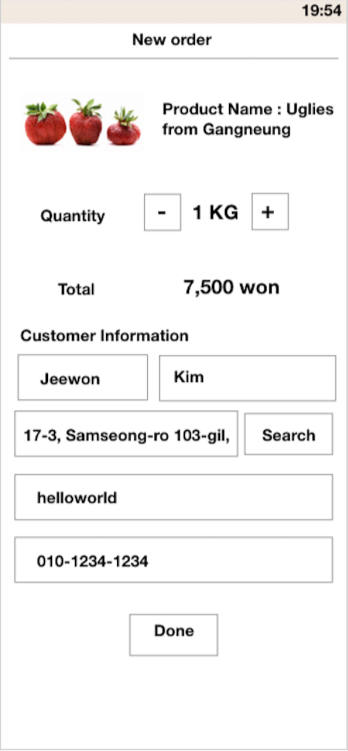 19:54
New order
Product Name : Uglies
from Gangneung
Quantity - 1 KG +
Total 7,500 won
Customer Information
Jeewon Kim
17-3, Samseong-ro 103-gil, Search
helloworld
010-1234-1234
Done